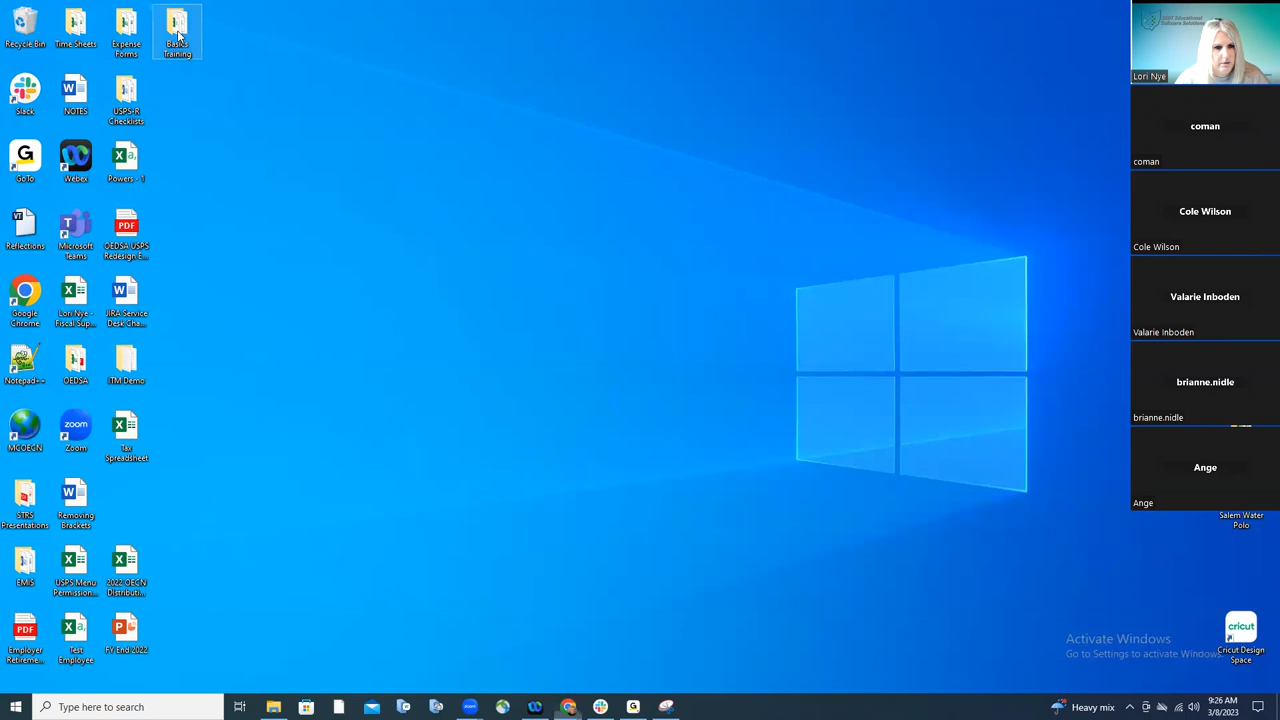 Recycle Bin
Time Sheets
Expense
Forms
Basics
Training
Slack
NOTES
USPS-R
Checklists
GoTo
Webex
Powers - 1
Reflections
Microsoft
Teams
OEDSA USPS
Redesign E...
Google
Chrome
Lori Nye -
Fiscal Sup...
JIRA Service
Desk Cha...
Notepad++
OEDSA
ITM Demo
MCOECN
Zoom
Tax
Spreadsheet
STRS
Presentations
Removing
Brackets
EMIS
USPS Menu
Permission...
2022 OECN
Distributi...
Employer
Retireme...
Test
Employee
FY End 2022
SSDT Educational
Software Solutions
Lori Nye
coman
coman
Cole Wilson
Cole Wilson
Valarie Inboden
Valarie Inboden
brianne.nidle
brianne.nidle
Ange
Ange
Salem Water
Polo
cricut
Cricut Design
Space
Activate Windows
Go to Settings to activate Windows.
Type here to search
Heavy mix
9:26 AM
3/8/2023